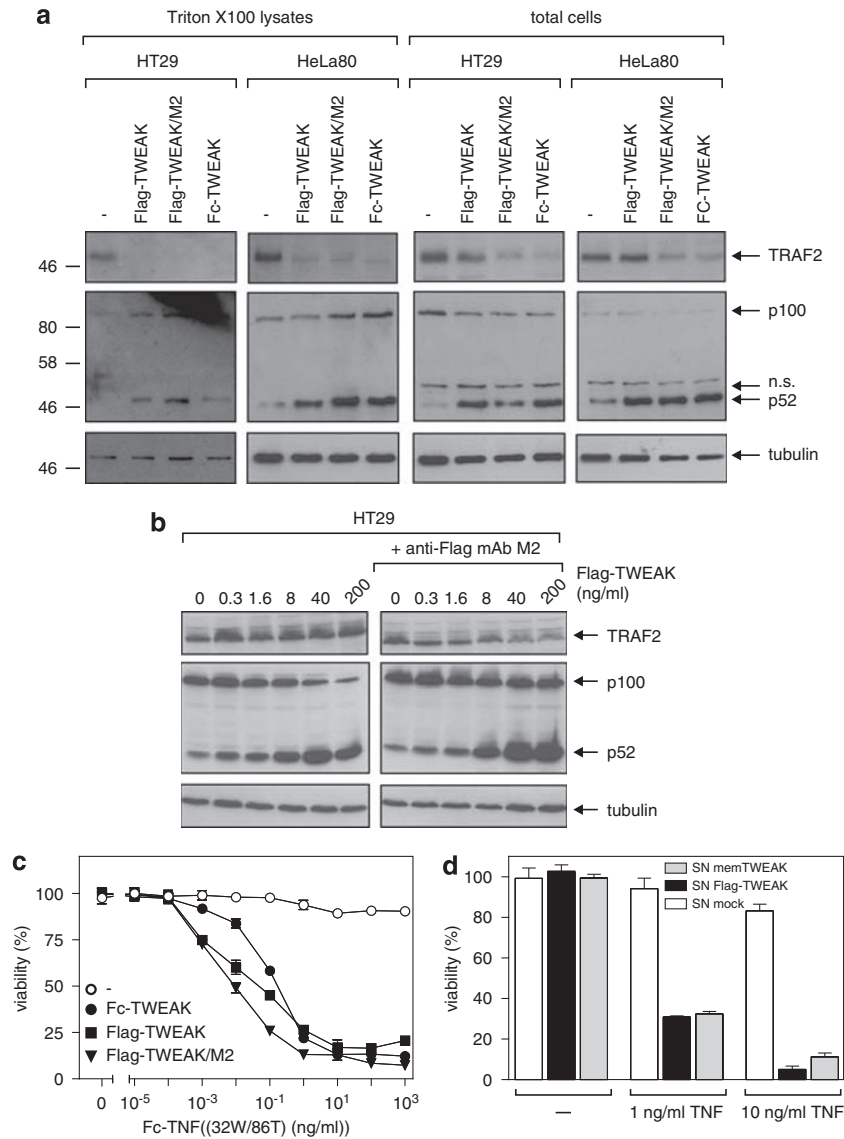 a
Triton X100 lysates
total cells
HT29
HeLa80
HT29
HeLa80
-
Flag-TWEAK
Flag-TWEAK/M2
Fc-TWEAK
-
Flag-TWEAK
Flag-TWEAK/M2
Fc-TWEAK
-
Flag-TWEAK
Flag-TWEAK/M2
Fc-TWEAK
-
Flag-TWEAK
Flag-TWEAK/M2
FC-TWEAK
46
TRAF2
80
58
46
p100
n.s.
p52
46
tubulin
b
HT29
+ anti-Flag mAb M2
0 0.3 1.6 8 40 200
0 0.3 1.6 8 40 200
Flag-TWEAK
(ng/ml)
TRAF2
p100
p52
tubulin
c
viability (%)
100
75
50
25
0
-
Fc-TWEAK
Flag-TWEAK
Flag-TWEAK/M2
0 10-5 10-3 10-1 101 103
Fc-TNF((32W/86T) (ng/ml))
d
viability (%)
100
80
60
40
20
0
SN memTWEAK
SN Flag-TWEAK
SN mock
— 1 ng/ml TNF 10 ng/ml TNF